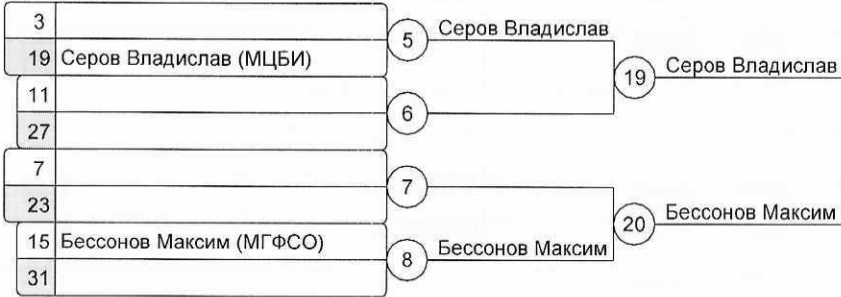 3
5 Серов Владислав
19 Серов Владислав (МЦБИ)
19 Серов Владислав
11
6
27
7
7
23
20 Бессонов Максим
15 Бессонов Максим (МГФСО)
8 Бессонов Максим
31